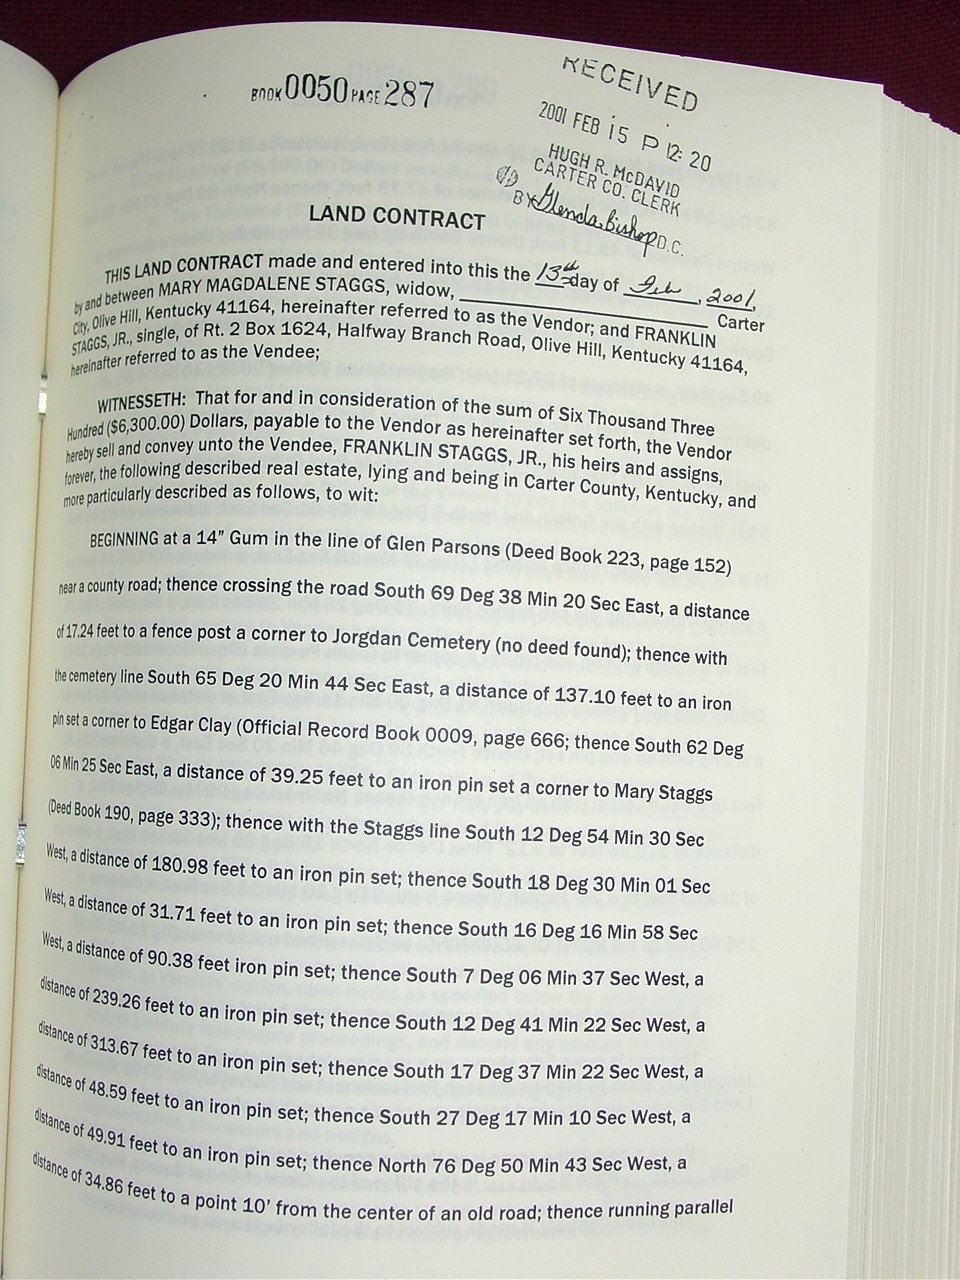 BOOK 0050 PAGE 287
RECEIVED
2001 FEB 15 P 12: 20
HUGH R. McDAVID
CARTER CO. CLERK
BY Glenda Bishop D.C.
LAND CONTRACT
THIS LAND CONTRACT made and entered into this the 13th day of Feb, 2001,
by and between MARY MAGDALENE STAGGS, widow, ____________________ Carter
City, Olive Hill, Kentucky 41164, hereinafter referred to as the Vendor; and FRANKLIN
STAGGS, JR., single, of Rt. 2 Box 1624, Halfway Branch Road, Olive Hill, Kentucky 41164,
hereinafter referred to as the Vendee;
WITNESSETH: That for and in consideration of the sum of Six Thousand Three
Hundred ($6,300.00) Dollars, payable to the Vendor as hereinafter set forth, the Vendor
hereby sell and convey unto the Vendee, FRANKLIN STAGGS, JR., his heirs and assigns,
forever, the following described real estate, lying and being in Carter County, Kentucky, and
more particularly described as follows, to wit:
BEGINNING at a 14" Gum in the line of Glen Parsons (Deed Book 223, page 152)
near a county road; thence crossing the road South 69 Deg 38 Min 20 Sec East, a distance
of 17.24 feet to a fence post a corner to Jorgdan Cemetery (no deed found); thence with
the cemetery line South 65 Deg 20 Min 44 Sec East, a distance of 137.10 feet to an iron
pin set a corner to Edgar Clay (Official Record Book 0009, page 666; thence South 62 Deg
06 Min 25 Sec East, a distance of 39.25 feet to an iron pin set a corner to Mary Staggs
(Deed Book 190, page 333); thence with the Staggs line South 12 Deg 54 Min 30 Sec
West, a distance of 180.98 feet to an iron pin set; thence South 18 Deg 30 Min 01 Sec
West, a distance of 31.71 feet to an iron pin set; thence South 16 Deg 16 Min 58 Sec
West, a distance of 90.38 feet iron pin set; thence South 7 Deg 06 Min 37 Sec West, a
distance of 239.26 feet to an iron pin set; thence South 12 Deg 41 Min 22 Sec West, a
distance of 313.67 feet to an iron pin set; thence South 17 Deg 37 Min 22 Sec West, a
distance of 48.59 feet to an iron pin set; thence South 27 Deg 17 Min 10 Sec West, a
distance of 49.91 feet to an iron pin set; thence North 76 Deg 50 Min 43 Sec West, a
distance of 34.86 feet to a point 10' from the center of an old road; thence running parallel